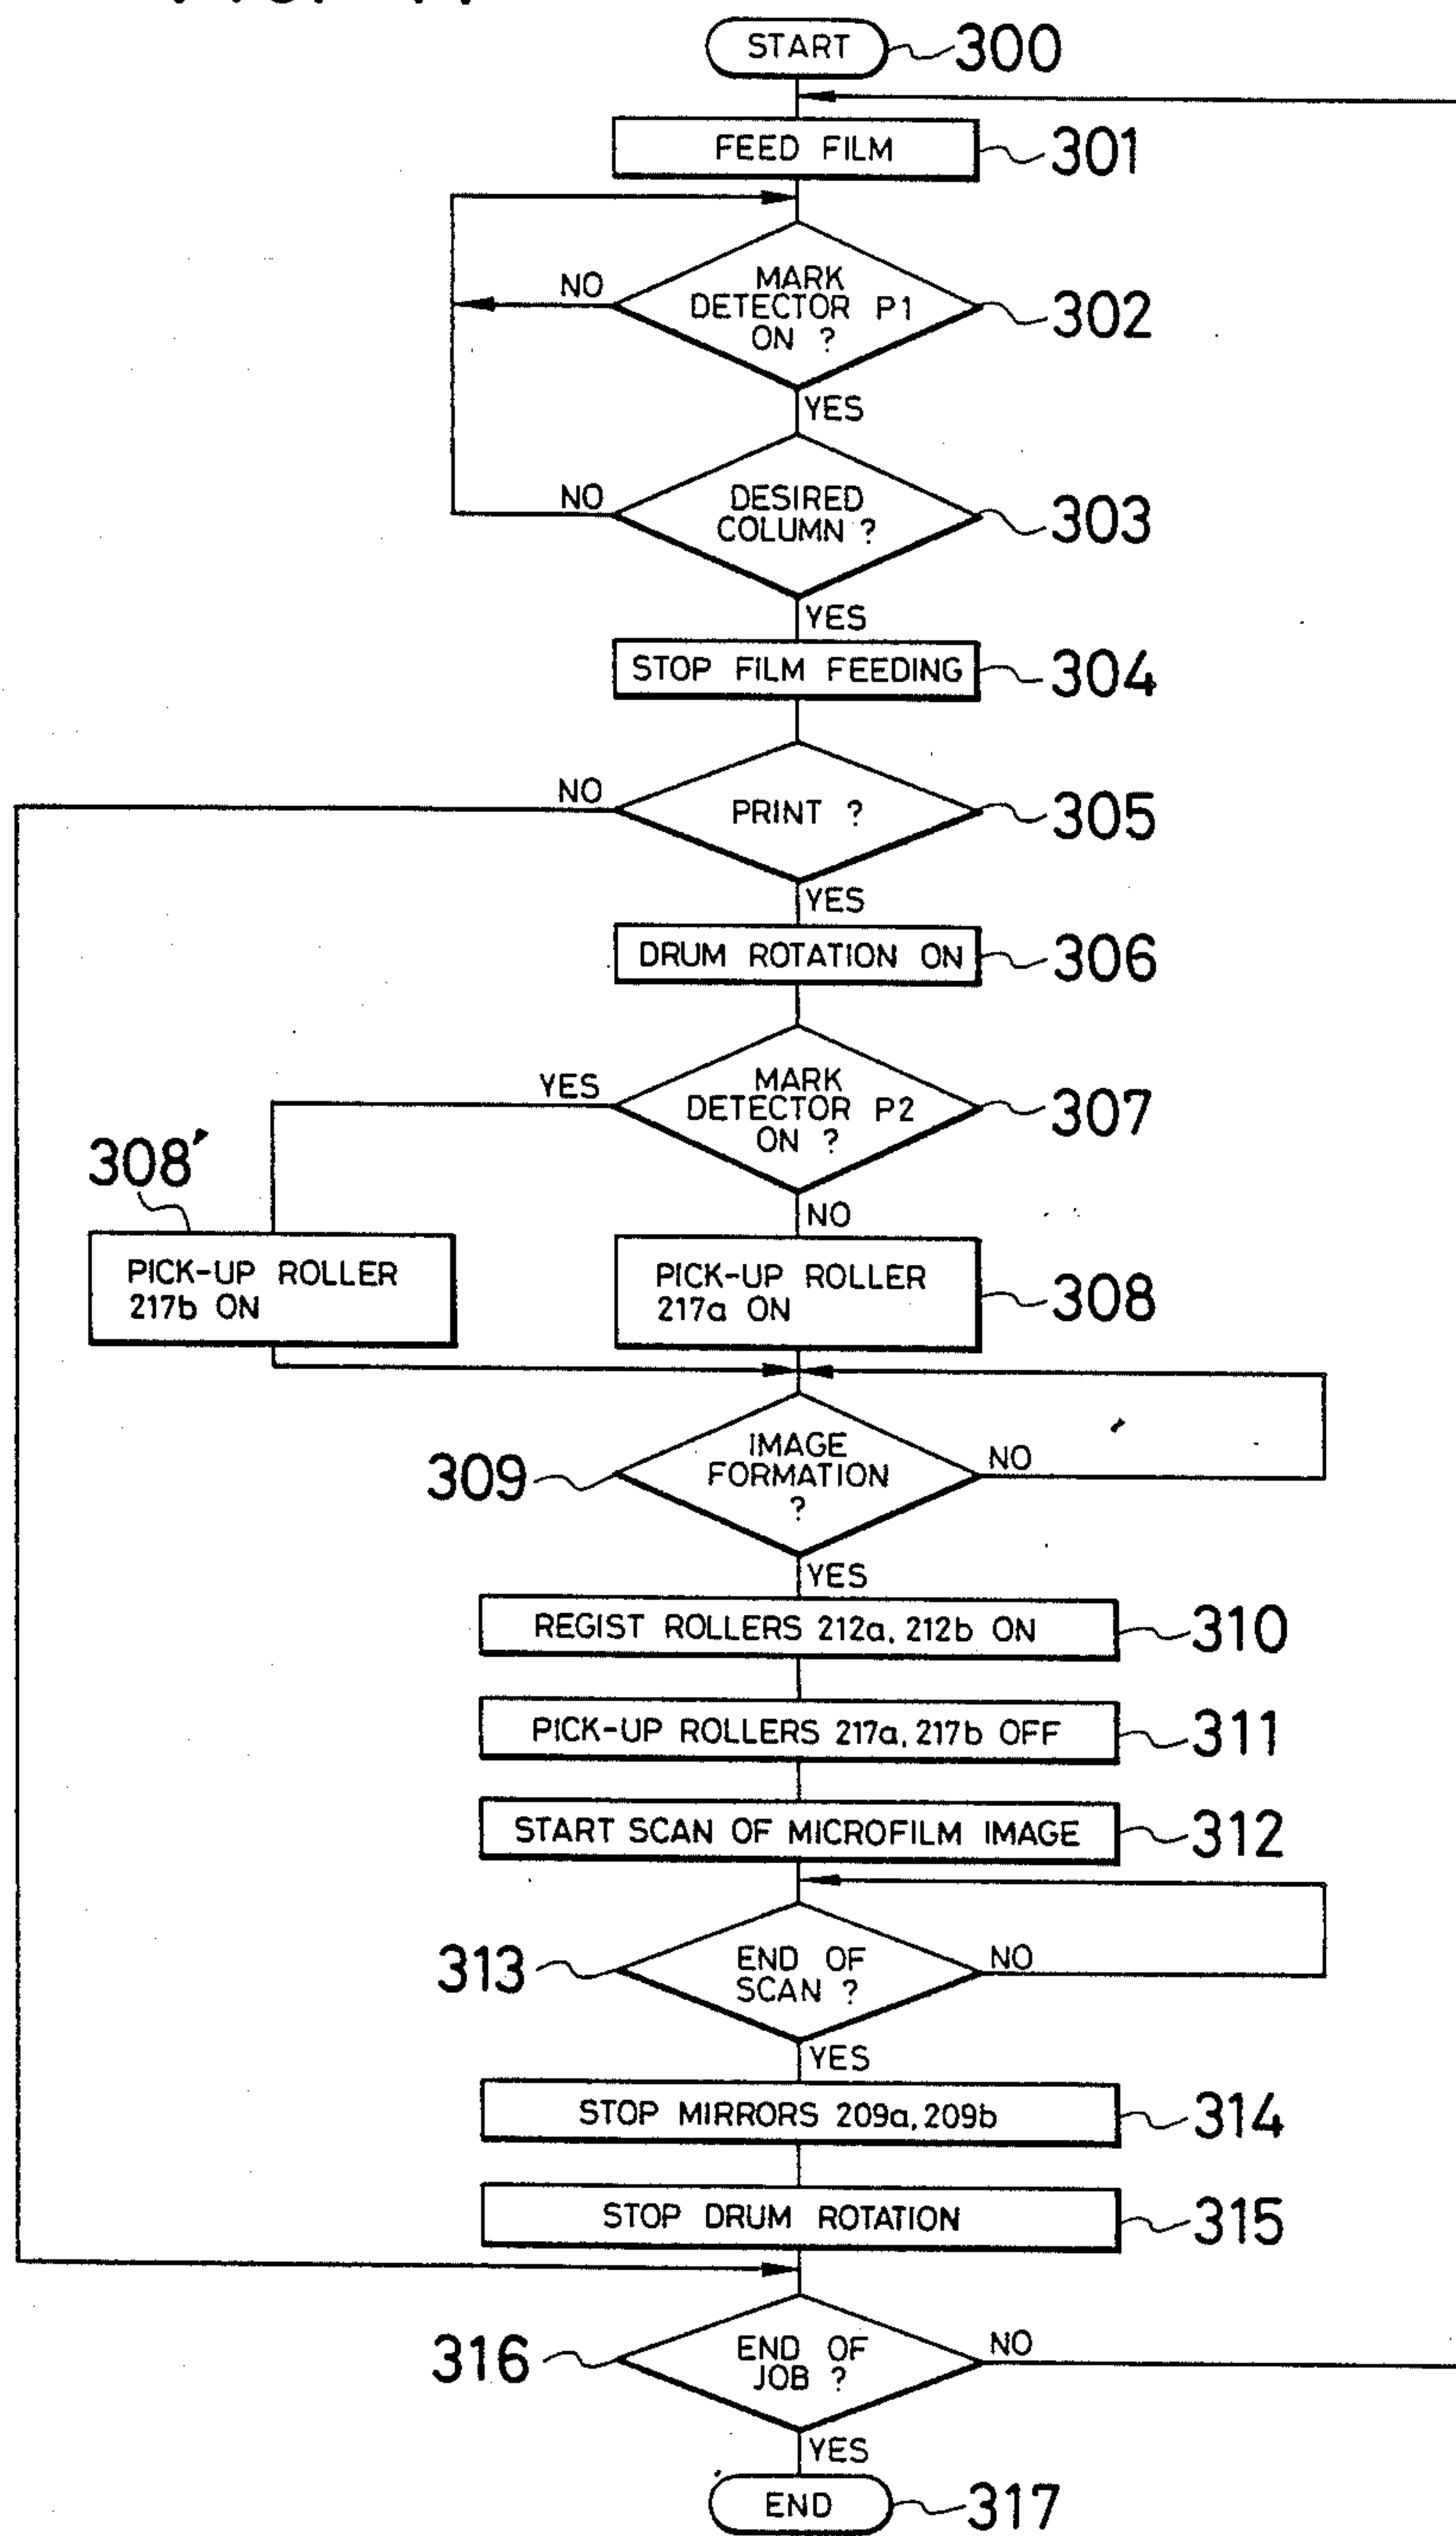 START
300
FEED FILM
301
MARK
DETECTOR P1
ON ?
NO
302
YES
DESIRED
COLUMN ?
NO
303
YES
STOP FILM FEEDING
304
PRINT ?
NO
305
YES
DRUM ROTATION ON
306
MARK
DETECTOR P2
ON ?
YES
307
NO
308'
PICK-UP ROLLER
217b ON
PICK-UP ROLLER
217a ON
308
IMAGE
FORMATION
?
309
NO
YES
REGIST ROLLERS 212a, 212b ON
310
PICK-UP ROLLERS 217a, 217b OFF
311
START SCAN OF MICROFILM IMAGE
312
END OF
SCAN ?
313
NO
YES
STOP MIRRORS 209a, 209b
314
STOP DRUM ROTATION
315
END OF
JOB ?
316
NO
YES
END
317